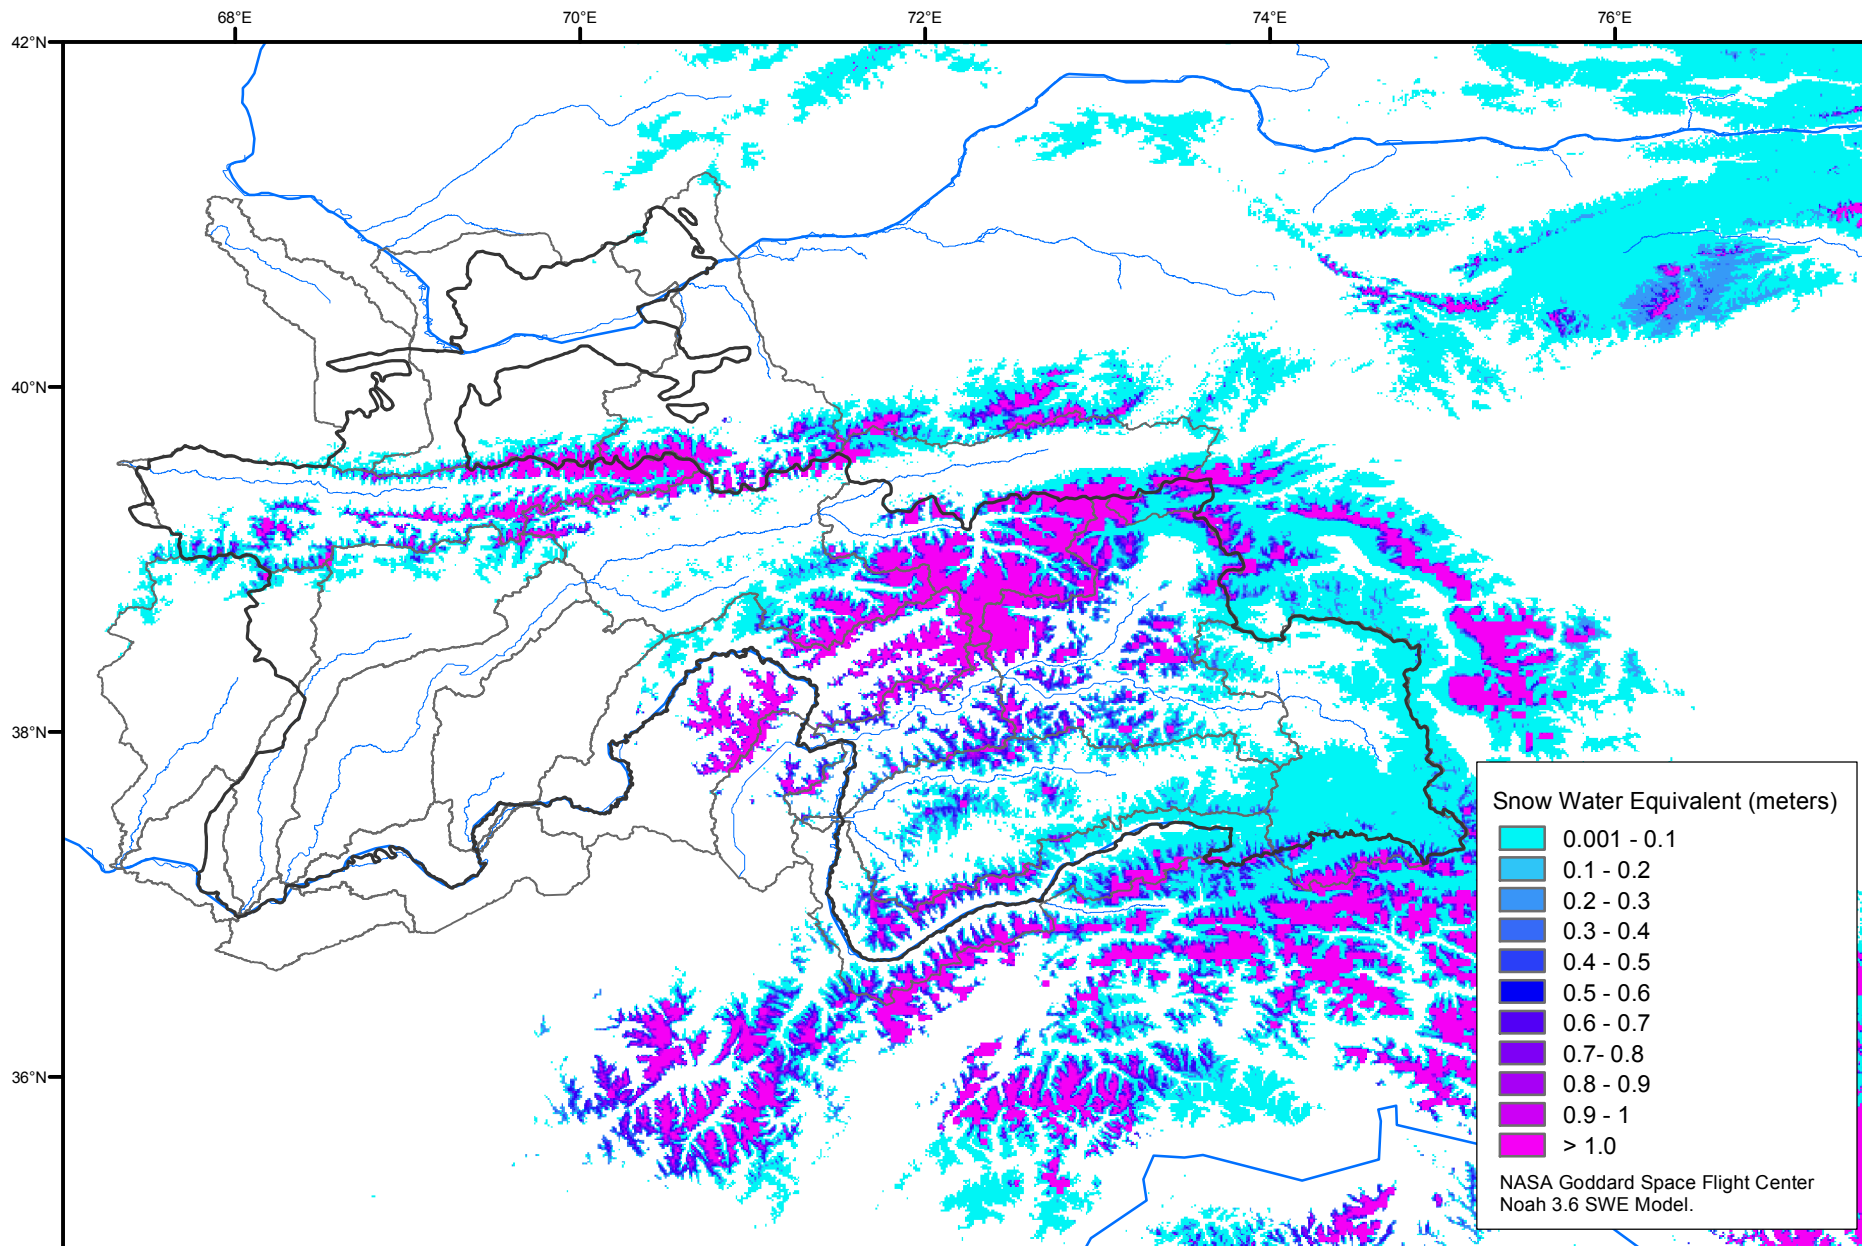 68°E 70°E 72°E 74°E 76°E
42°N
40°N
38°N
36°N
Snow Water Equivalent (meters)
0.001 - 0.1
0.1 - 0.2
0.2 - 0.3
0.3 - 0.4
0.4 - 0.5
0.5 - 0.6
0.6 - 0.7
0.7- 0.8
0.8 - 0.9
0.9 - 1
> 1.0
NASA Goddard Space Flight Center
Noah 3.6 SWE Model.